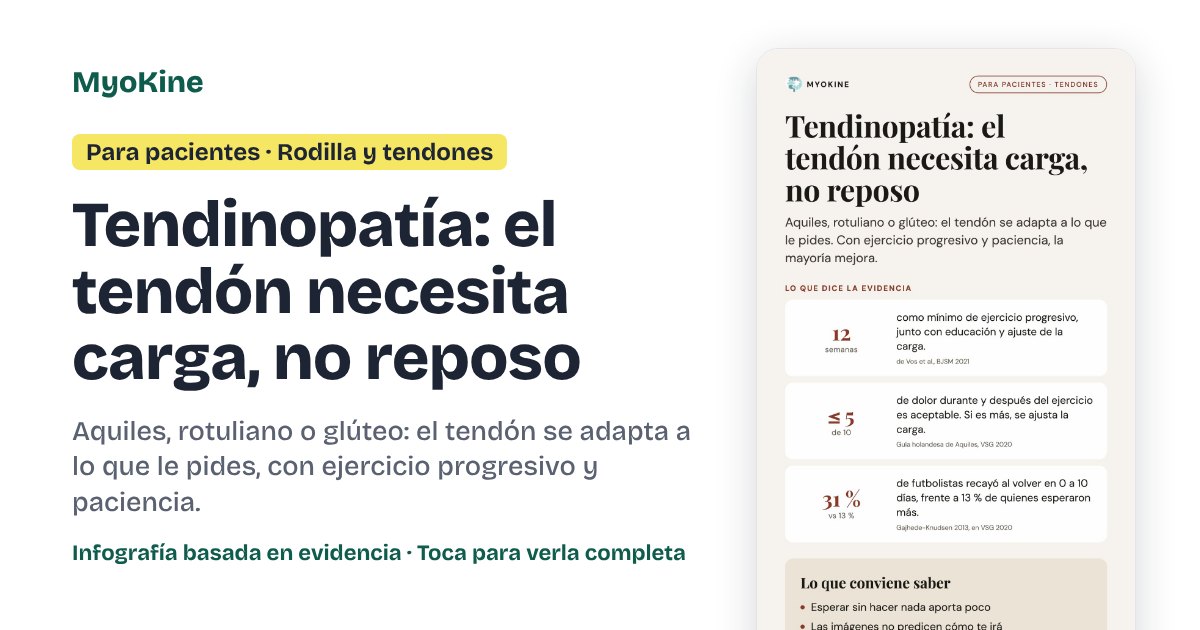 MyoKine
Para pacientes · Rodilla y tendones
Tendinopatía: el
tendón necesita
carga, no reposo
Aquiles, rotuliano o glúteo: el tendón se adapta a
lo que le pides, con ejercicio progresivo y
paciencia.
Infografía basada en evidencia · Toca para verla completa
MYOKINE
PARA PACIENTES · TENDONES
Tendinopatía: el
tendón necesita carga,
no reposo
Aquiles, rotuliano o glúteo: el tendón se adapta a lo que
le pides. Con ejercicio progresivo y paciencia, la
mayoría mejora.
LO QUE DICE LA EVIDENCIA
12
semanas
como mínimo de ejercicio progresivo,
junto con educación y ajuste de la
carga.
de Vos et al., BJSM 2021
≤ 5
de 10
de dolor durante y después del ejercicio
es aceptable. Si es más, se ajusta la
carga.
Guía holandesa de Aquiles, VSG 2020
31 %
vs 13 %
de futbolistas recayó al volver en 0 a 10
días, frente a 13 % de quienes esperaron
más.
Gajhede-Knudsen 2013, en VSG 2020
Lo que conviene saber
• Esperar sin hacer nada aporta poco
• Las imágenes no predicen cómo te irá